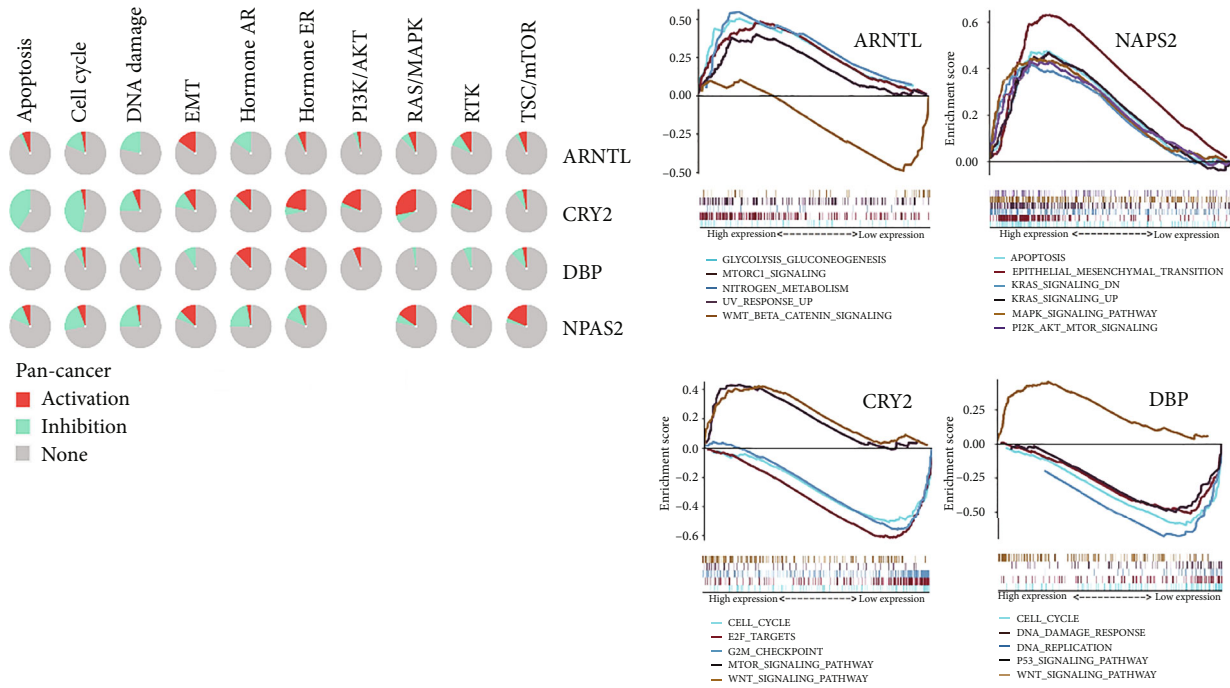 Apoptosis
Cell cycle
DNA damage
EMT
Hormone AR
Hormone ER
PI3K/AKT
RAS/MAPK
RTK
TSC/mTOR
ARNTL
CRY2
DBP
NPAS2
Pan-cancer
Activation
Inhibition
None
ARNTL
0.50
0.25
0.00
−0.25
−0.50
High expression
Low expression
GLYCOLYSIS_GLUCONEOGENESIS
MTORC1_SIGNALING
NITROGEN_METABOLISM
UV_RESPONSE_UP
WMT_BETA_CATENIN_SIGNALING
NAPS2
Enrichment score
0.6
0.4
0.2
0.00
High expression
Low expression
APOPTOSIS
EPITHELIAL_MESENCHYMAL_TRANSITION
KRAS_SIGNALING_DN
KRAS_SIGNALING_UP
MAPK_SIGNALING_PATHWAY
PI2K_AKT_MTOR_SIGNALING
CRY2
Enrichment score
0.4
0.2
0.0
−0.2
−0.4
−0.6
High expression
Low expression
CELL_CYCLE
E2F_TARGETS
G2M_CHECKPOINT
MTOR_SIGNALING_PATHWAY
WNT_SIGNALING_PATHWAY
DBP
Enrichment score
0.25
0.00
−0.25
−0.50
High expression
Low expression
CELL_CYCLE
DNA_DAMAGE_RESPONSE
DNA_REPLICATION
P53_SIGNALING_PATHWAY
WNT_SIGNALING_PATHWAY